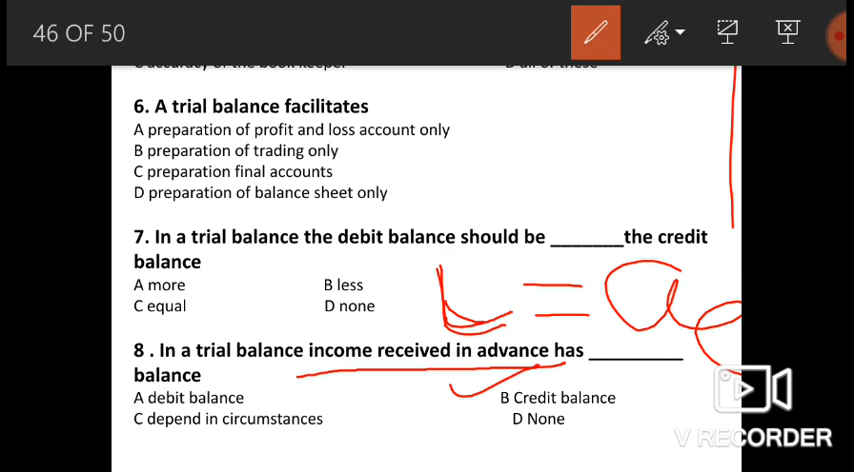 46 OF 50
6. A trial balance facilitates
A preparation of profit and loss account only
B preparation of trading only
C preparation final accounts
D preparation of balance sheet only
7. In a trial balance the debit balance should be _______the credit
balance
A more B less
C equal D none
8 . In a trial balance income received in advance has __________
balance
A debit balance B Credit balance
C depend in circumstances D None
V RECORDER